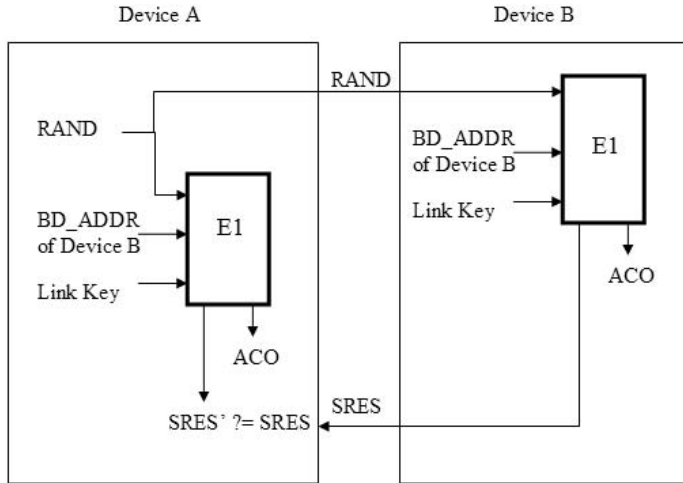 Device A
Device B
RAND
RAND
BD_ADDR
of Device B
Link Key
E1
ACO
SRES’ ?= SRES
BD_ADDR
of Device B
Link Key
E1
ACO
SRES